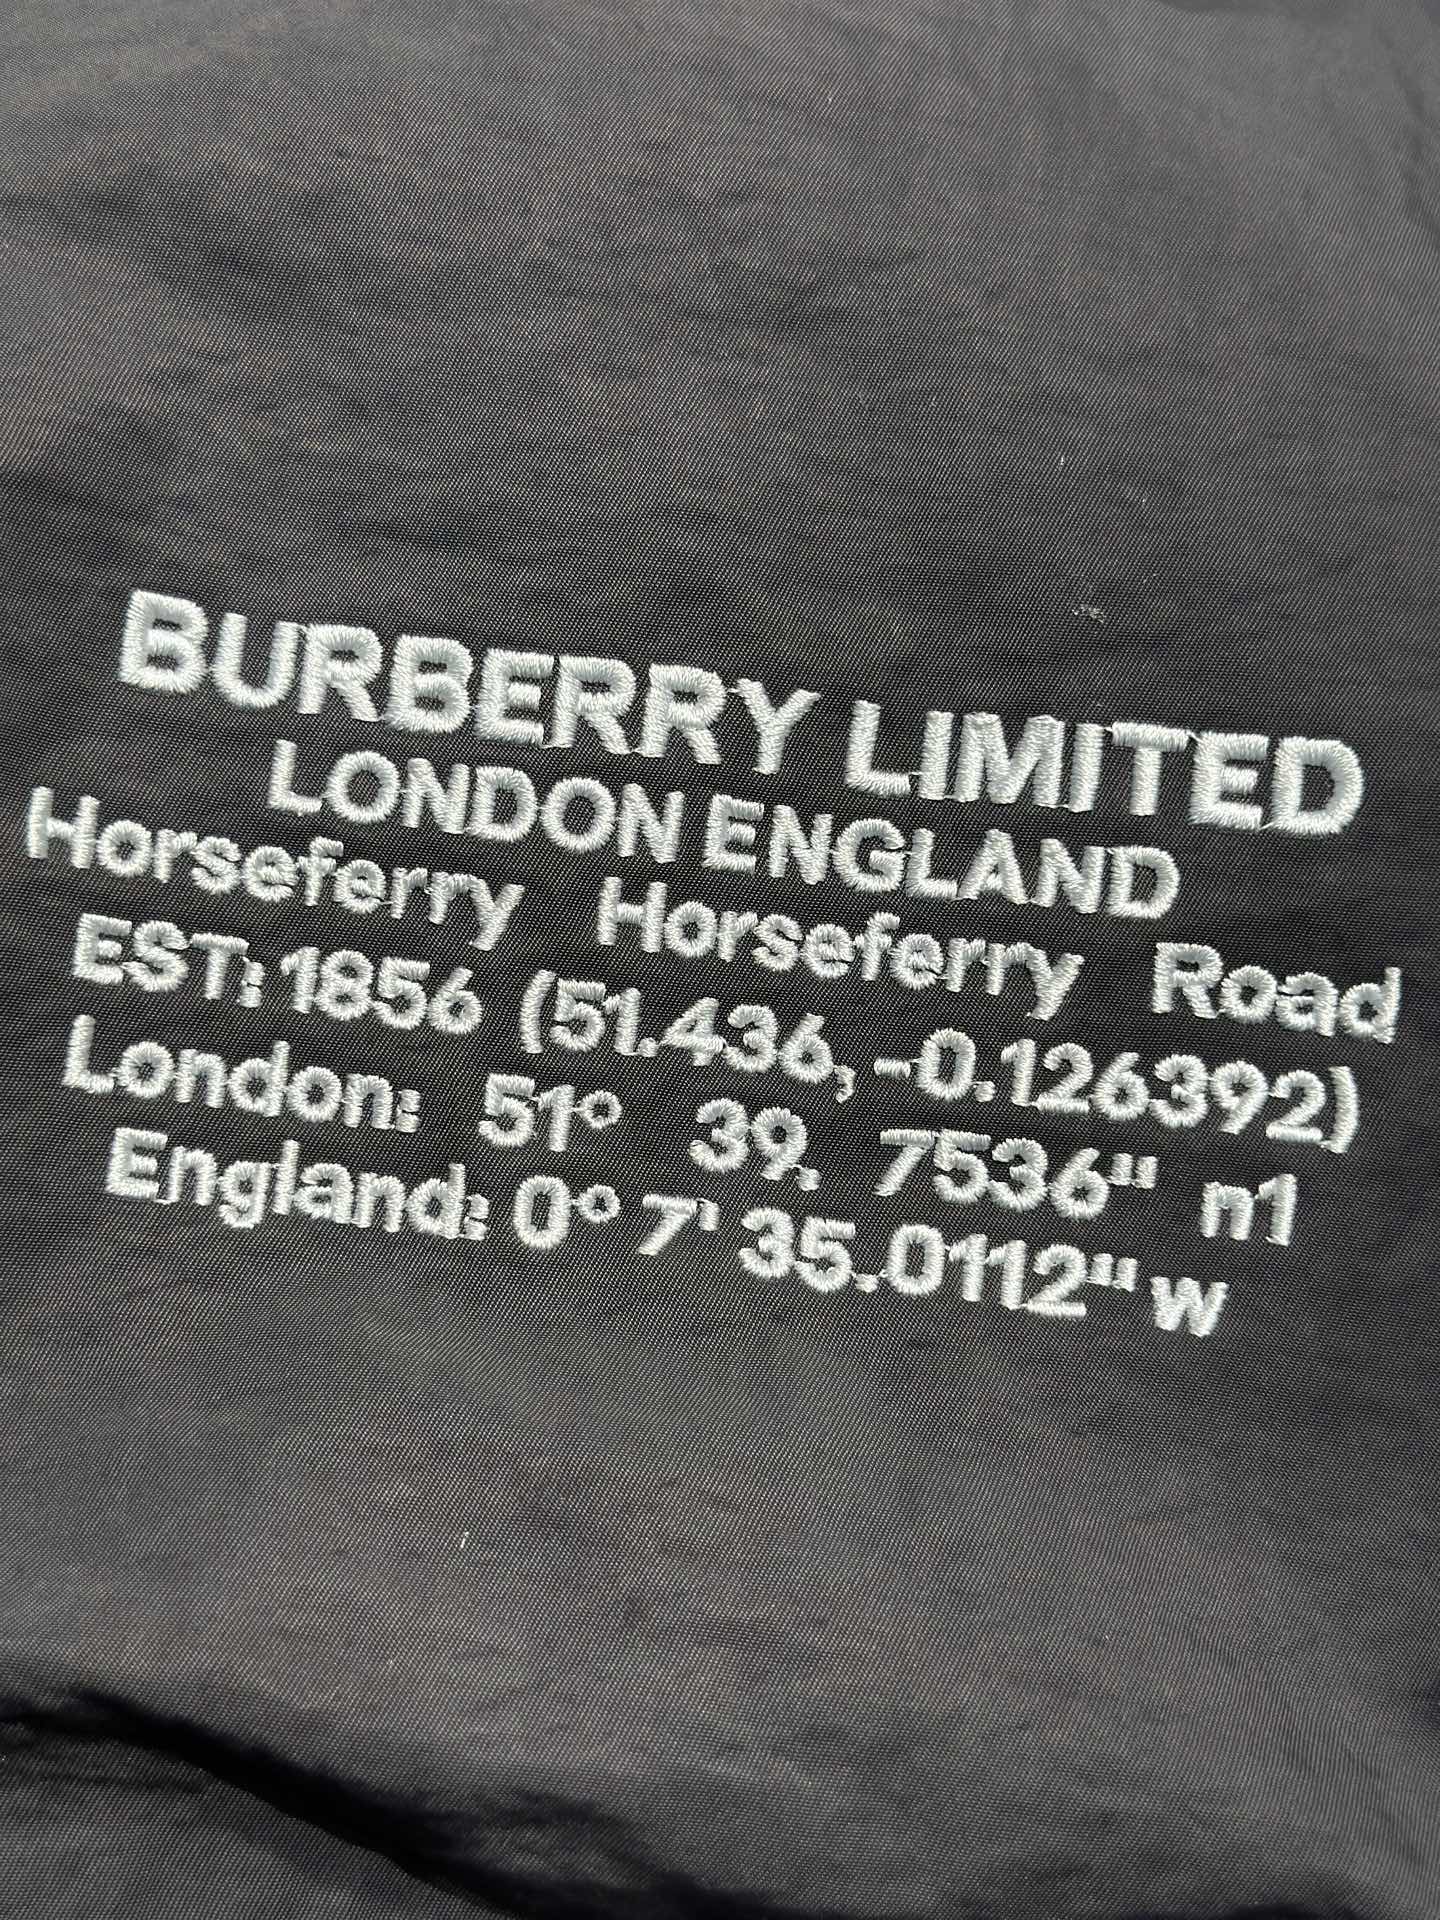 BURBERRY LIMITED
LONDON ENGLAND
Horseferry Horseferry Road
EST: 1856 (51.436, -0.126392)
London: 51° 39, 7536" n1
England: 0° 7' 35.0112" W